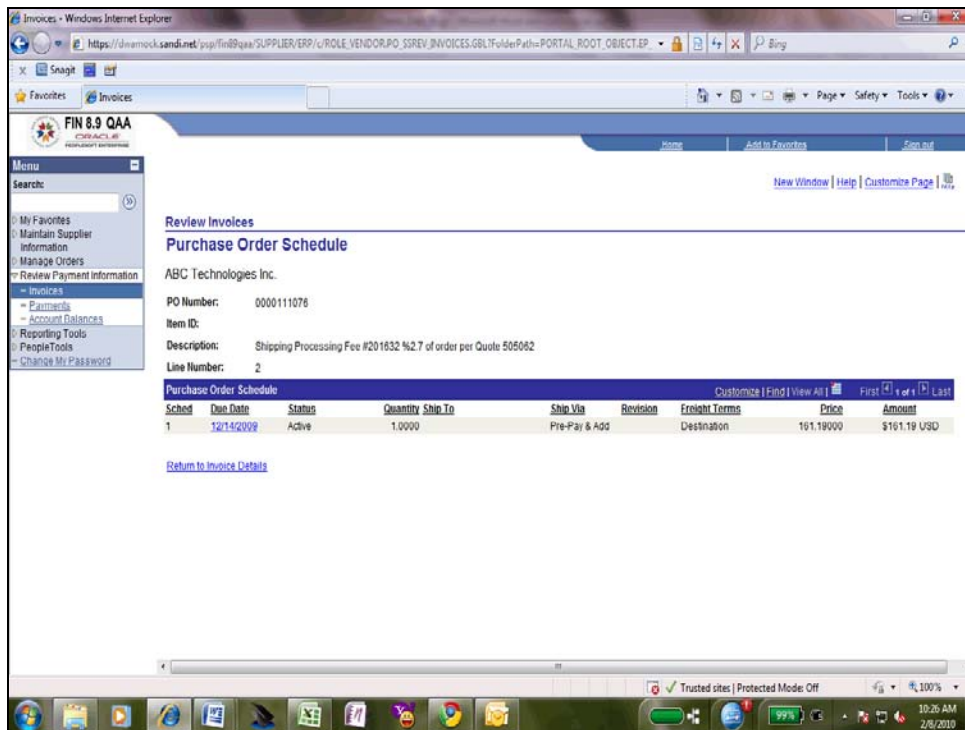 Invoices - Windows Internet Explorer
https://dwarnock.sandi.net/psp/fin89qaa/SUPPLIER/ERP/c/ROLE_VENDOR.PO_SSREV_INVOICES.GBL?FolderPath=PORTAL_ROOT_OBJECT.EP_
Bing
x Snagit
Favorites Invoices
Page Safety Tools
FIN 8.9 QAA
ORACLE
PEOPLESOFT ENTERPRISE
Home Add to Favorites Sign out
Menu
Search:
New Window | Help | Customize Page |
My Favorites
Maintain Supplier
Information
Manage Orders
Review Payment Information
– Invoices
– Payments
– Account Balances
Reporting Tools
PeopleTools
– Change My Password
Review Invoices
Purchase Order Schedule
ABC Technologies Inc.
PO Number: 0000111076
Item ID:
Description: Shipping Processing Fee #201632 %2.7 of order per Quote 505062
Line Number: 2
Purchase Order Schedule Customize | Find | View All | First 1 of 1 Last
Sched Due Date Status Quantity Ship To Ship Via Revision Freight Terms Price Amount
1 12/14/2009 Active 1.0000 Pre-Pay & Add Destination 161.19000 $161.19 USD
Return to Invoice Details
Trusted sites | Protected Mode: Off 100%
99%
10:26 AM
2/8/2010